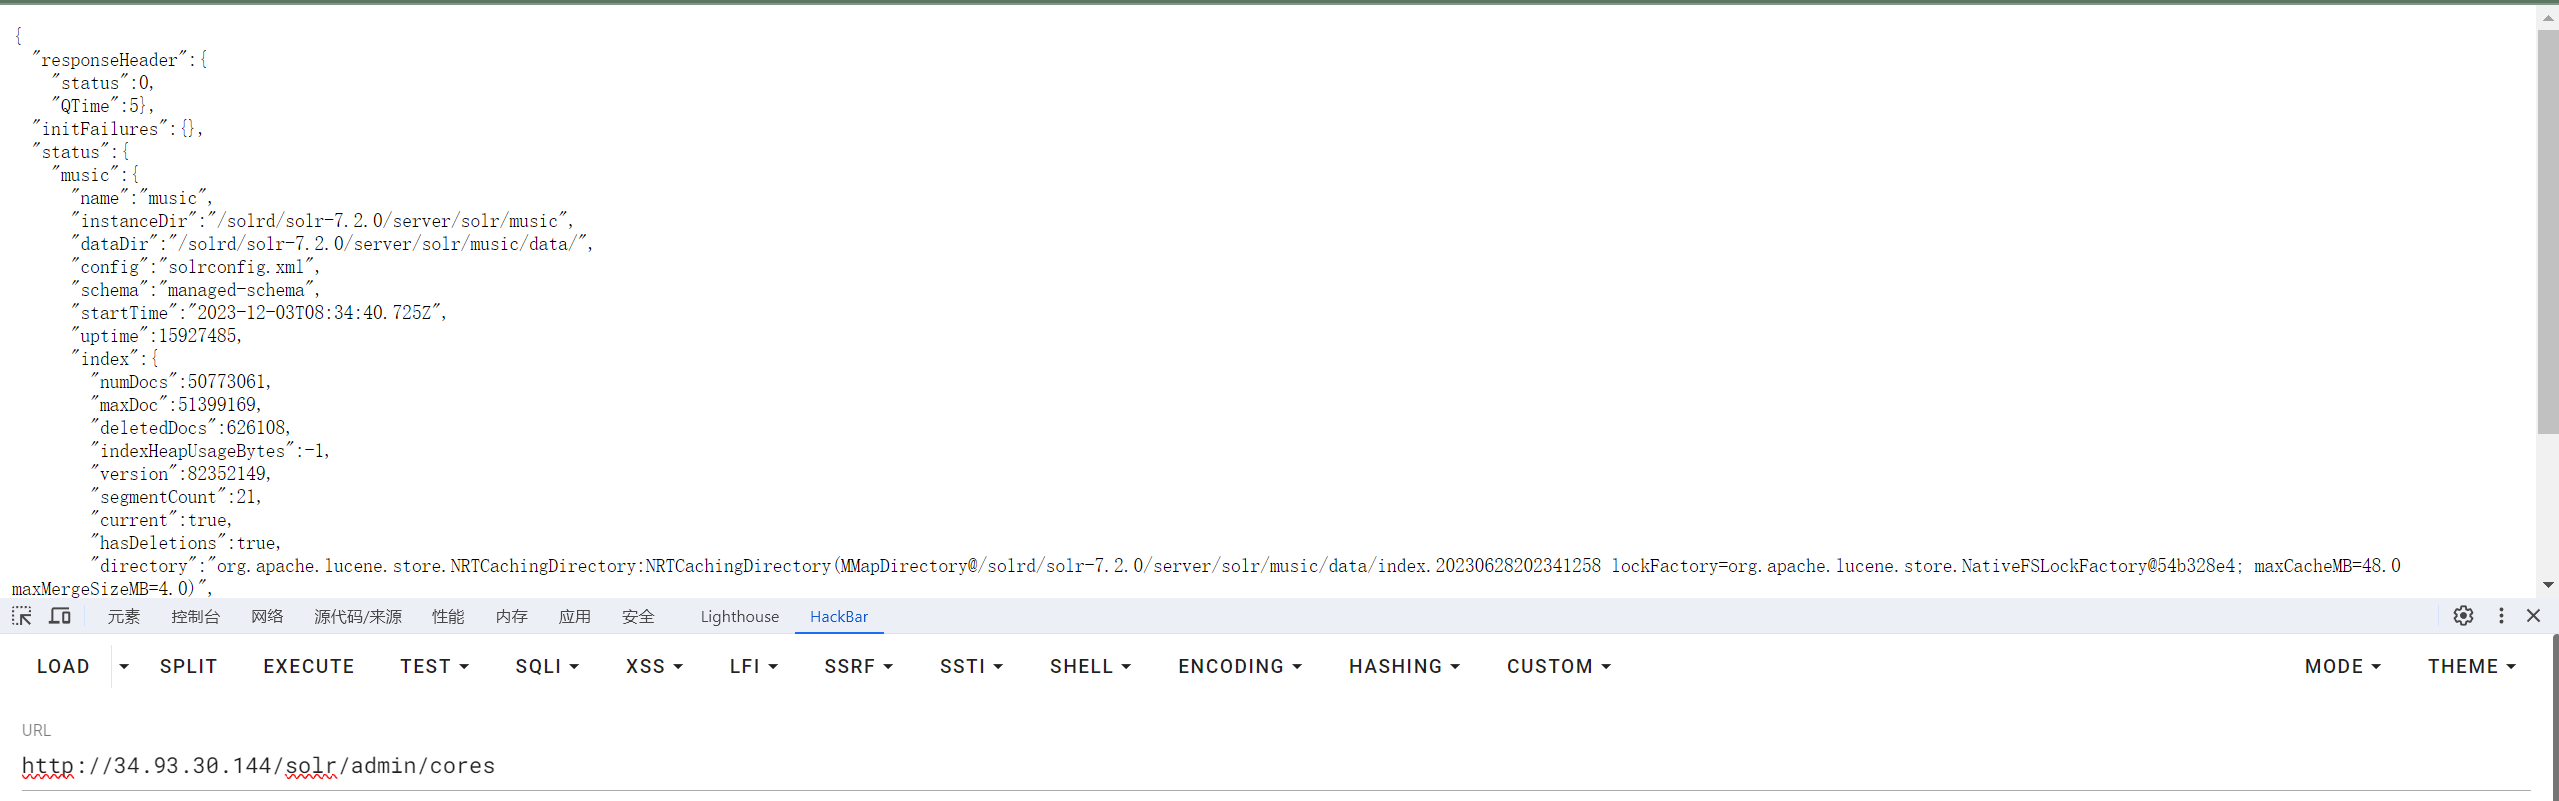 {
"responseHeader":{
"status":0,
"QTime":5},
"initFailures":{},
"status":{
"music":{
"name":"music",
"instanceDir":"/solrd/solr-7.2.0/server/solr/music",
"dataDir":"/solrd/solr-7.2.0/server/solr/music/data/",
"config":"solrconfig.xml",
"schema":"managed-schema",
"startTime":"2023-12-03T08:34:40.725Z",
"uptime":15927485,
"index":{
"numDocs":50773061,
"maxDoc":51399169,
"deletedDocs":626108,
"indexHeapUsageBytes":-1,
"version":82352149,
"segmentCount":21,
"current":true,
"hasDeletions":true,
"directory":"org.apache.lucene.store.NRTCachingDirectory:NRTCachingDirectory(MMapDirectory@/solrd/solr-7.2.0/server/solr/music/data/index.20230628202341258 lockFactory=org.apache.lucene.store.NativeFSLockFactory@54b328e4; maxCacheMB=48.0
maxMergeSizeMB=4.0)",
元素 控制台 网络 源代码/来源 性能 内存 应用 安全 Lighthouse HackBar
LOAD SPLIT EXECUTE TEST SQLI XSS LFI SSRF SSTI SHELL ENCODING HASHING CUSTOM MODE THEME
URL
http://34.93.30.144/solr/admin/cores